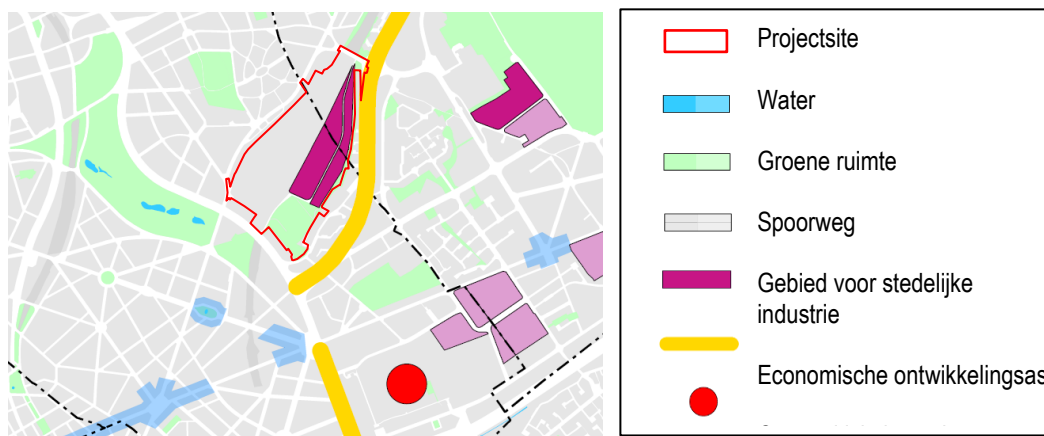 Projectsite
Water
Groene ruimte
Spoorweg
Gebied voor stedelijke
industrie
Economische ontwikkelingsas